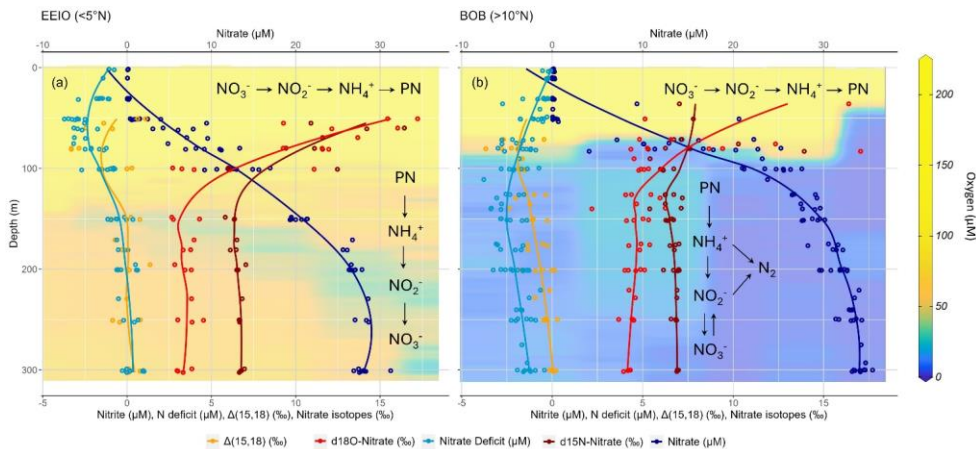 EEIO (<5°N)
BOB (>10°N)
Nitrate (µM)
Nitrate (µM)
-10 0 10 20 30
-10 0 10 20 30
(a)
NO₃⁻ → NO₂⁻ → NH₄⁺ → PN
(b)
NO₃⁻ → NO₂⁻ → NH₄⁺ → PN
Depth (m)
0
100
200
300
PN
↓
NH₄⁺
↓
NO₂⁻
↓
NO₃⁻
PN
↓
NH₄⁺
↘
↓ N₂
↗
NO₂⁻
↓↑
NO₃⁻
200
150
100
50
0
Oxygen (µM)
-5 0 5 10 15
-5 0 5 10 15
Nitrite (µM), N deficit (µM), Δ(15,18) (‰), Nitrate isotopes (‰)
Nitrite (µM), N deficit (µM), Δ(15,18) (‰), Nitrate isotopes (‰)
Δ(15,18) (‰) d18O-Nitrate (‰) Nitrate Deficit (µM) d15N-Nitrate (‰) Nitrate (µM)